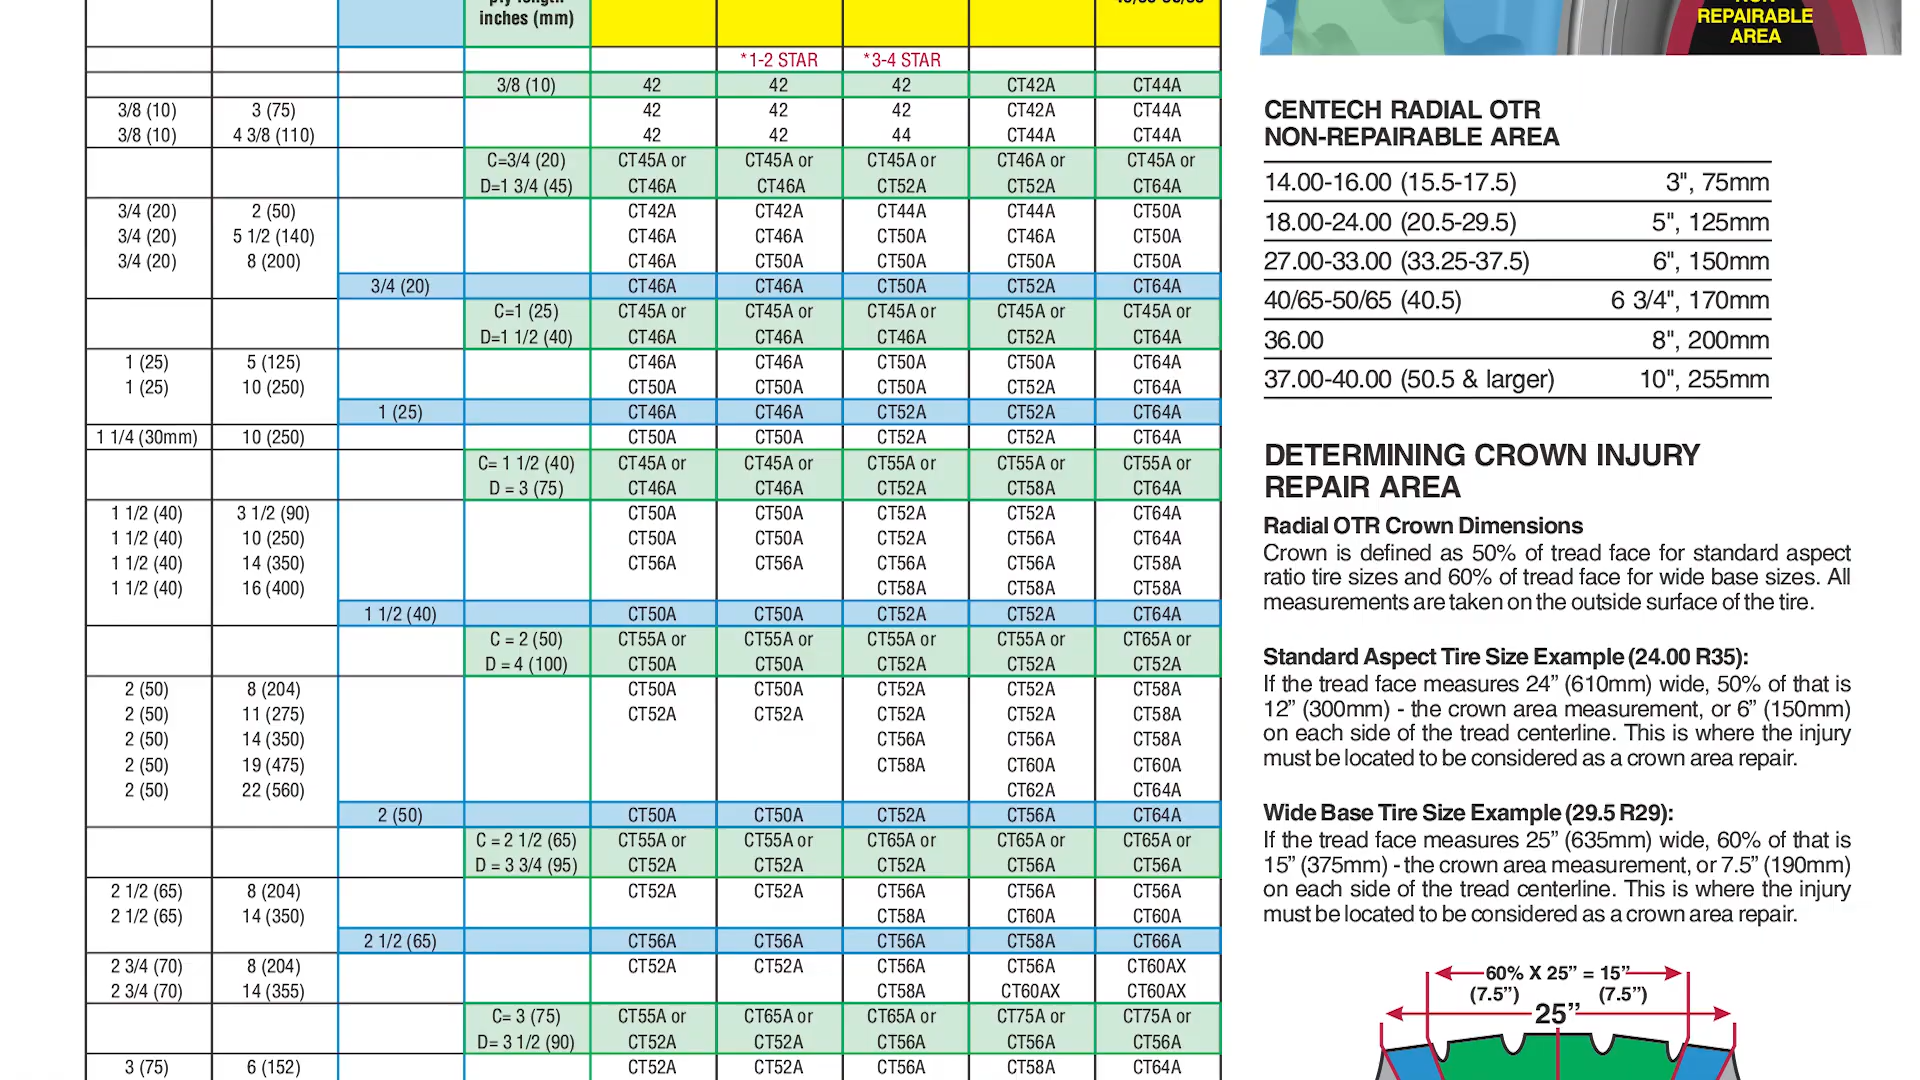 inches (mm)
*1-2 STAR *3-4 STAR
3/8 (10) 42 42 42 CT42A CT44A
3/8 (10) 3 (75) 42 42 42 CT42A CT44A
3/8 (10) 4 3/8 (110) 42 42 44 CT44A CT44A
C=3/4 (20) CT45A or CT45A or CT45A or CT46A or CT45A or
D=1 3/4 (45) CT46A CT46A CT52A CT52A CT64A
3/4 (20) 2 (50) CT42A CT42A CT44A CT44A CT50A
3/4 (20) 5 1/2 (140) CT46A CT46A CT50A CT46A CT50A
3/4 (20) 8 (200) CT46A CT50A CT50A CT50A CT50A
3/4 (20) CT46A CT46A CT50A CT52A CT64A
C=1 (25) CT45A or CT45A or CT45A or CT45A or CT45A or
D=1 1/2 (40) CT46A CT46A CT46A CT52A CT64A
1 (25) 5 (125) CT46A CT46A CT50A CT50A CT64A
1 (25) 10 (250) CT50A CT50A CT50A CT52A CT64A
1 (25) CT46A CT46A CT52A CT52A CT64A
1 1/4 (30mm) 10 (250) CT50A CT50A CT52A CT52A CT64A
C= 1 1/2 (40) CT45A or CT45A or CT55A or CT55A or CT55A or
D = 3 (75) CT46A CT46A CT52A CT58A CT64A
1 1/2 (40) 3 1/2 (90) CT50A CT50A CT52A CT52A CT64A
1 1/2 (40) 10 (250) CT50A CT50A CT52A CT56A CT64A
1 1/2 (40) 14 (350) CT56A CT56A CT56A CT56A CT58A
1 1/2 (40) 16 (400) CT58A CT58A CT58A
1 1/2 (40) CT50A CT50A CT52A CT52A CT64A
C = 2 (50) CT55A or CT55A or CT55A or CT55A or CT65A or
D = 4 (100) CT50A CT50A CT52A CT52A CT52A
2 (50) 8 (204) CT50A CT50A CT52A CT52A CT58A
2 (50) 11 (275) CT52A CT52A CT52A CT52A CT58A
2 (50) 14 (350) CT56A CT56A CT58A
2 (50) 19 (475) CT58A CT60A CT60A
2 (50) 22 (560) CT62A CT64A
2 (50) CT50A CT50A CT52A CT56A CT64A
C = 2 1/2 (65) CT55A or CT55A or CT65A or CT65A or CT65A or
D = 3 3/4 (95) CT52A CT52A CT52A CT56A CT56A
2 1/2 (65) 8 (204) CT52A CT52A CT56A CT56A CT56A
2 1/2 (65) 14 (350) CT58A CT60A CT60A
2 1/2 (65) CT56A CT56A CT56A CT58A CT66A
2 3/4 (70) 8 (204) CT52A CT52A CT56A CT56A CT60AX
2 3/4 (70) 14 (355) CT58A CT60AX CT60AX
C= 3 (75) CT55A or CT65A or CT65A or CT75A or CT75A or
D= 3 1/2 (90) CT52A CT52A CT56A CT56A CT56A
3 (75) 6 (152) CT52A CT52A CT56A CT58A CT64A
REPAIRABLE
AREA
CENTECH RADIAL OTR
NON-REPAIRABLE AREA
14.00-16.00 (15.5-17.5) 3", 75mm
18.00-24.00 (20.5-29.5) 5", 125mm
27.00-33.00 (33.25-37.5) 6", 150mm
40/65-50/65 (40.5) 6 3/4", 170mm
36.00 8", 200mm
37.00-40.00 (50.5 & larger) 10", 255mm
DETERMINING CROWN INJURY
REPAIR AREA
Radial OTR Crown Dimensions
Crown is defined as 50% of tread face for standard aspect
ratio tire sizes and 60% of tread face for wide base sizes. All
measurements are taken on the outside surface of the tire.
Standard Aspect Tire Size Example (24.00 R35):
If the tread face measures 24” (610mm) wide, 50% of that is
12” (300mm) - the crown area measurement, or 6” (150mm)
on each side of the tread centerline. This is where the injury
must be located to be considered as a crown area repair.
Wide Base Tire Size Example (29.5 R29):
If the tread face measures 25” (635mm) wide, 60% of that is
15” (375mm) - the crown area measurement, or 7.5” (190mm)
on each side of the tread centerline. This is where the injury
must be located to be considered as a crown area repair.
60% X 25” = 15”
(7.5”) (7.5”)
25”